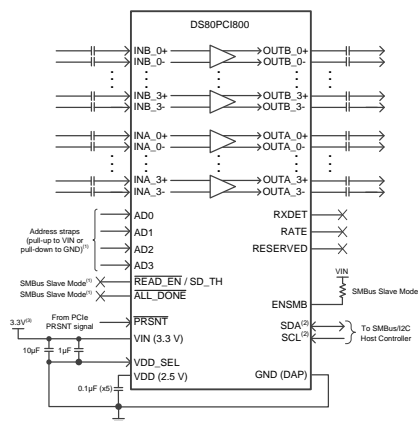 DS80PCI800
INB_0+ OUTB_0+
INB_0- OUTB_0-
INB_3+ OUTB_3+
INB_3- OUTB_3-
INA_0+ OUTA_0+
INA_0- OUTA_0-
INA_3+ OUTA_3+
INA_3- OUTA_3-
Address straps
(pull-up to VIN or
pull-down to GND)(1)
AD0
AD1
AD2
AD3
RXDET
RATE
RESERVED
SMBus Slave Mode(1)
READ_EN / SD_TH
SMBus Slave Mode(1)
ALL_DONE
VIN
SMBus Slave Mode
ENSMB
From PCIe
PRSNT signal
PRSNT
SDA(2)
SCL(2)
To SMBus/I2C
Host Controller
3.3V(3)
VIN (3.3 V)
10µF
1µF
VDD_SEL
VDD (2.5 V)
0.1µF (x5)
GND (DAP)